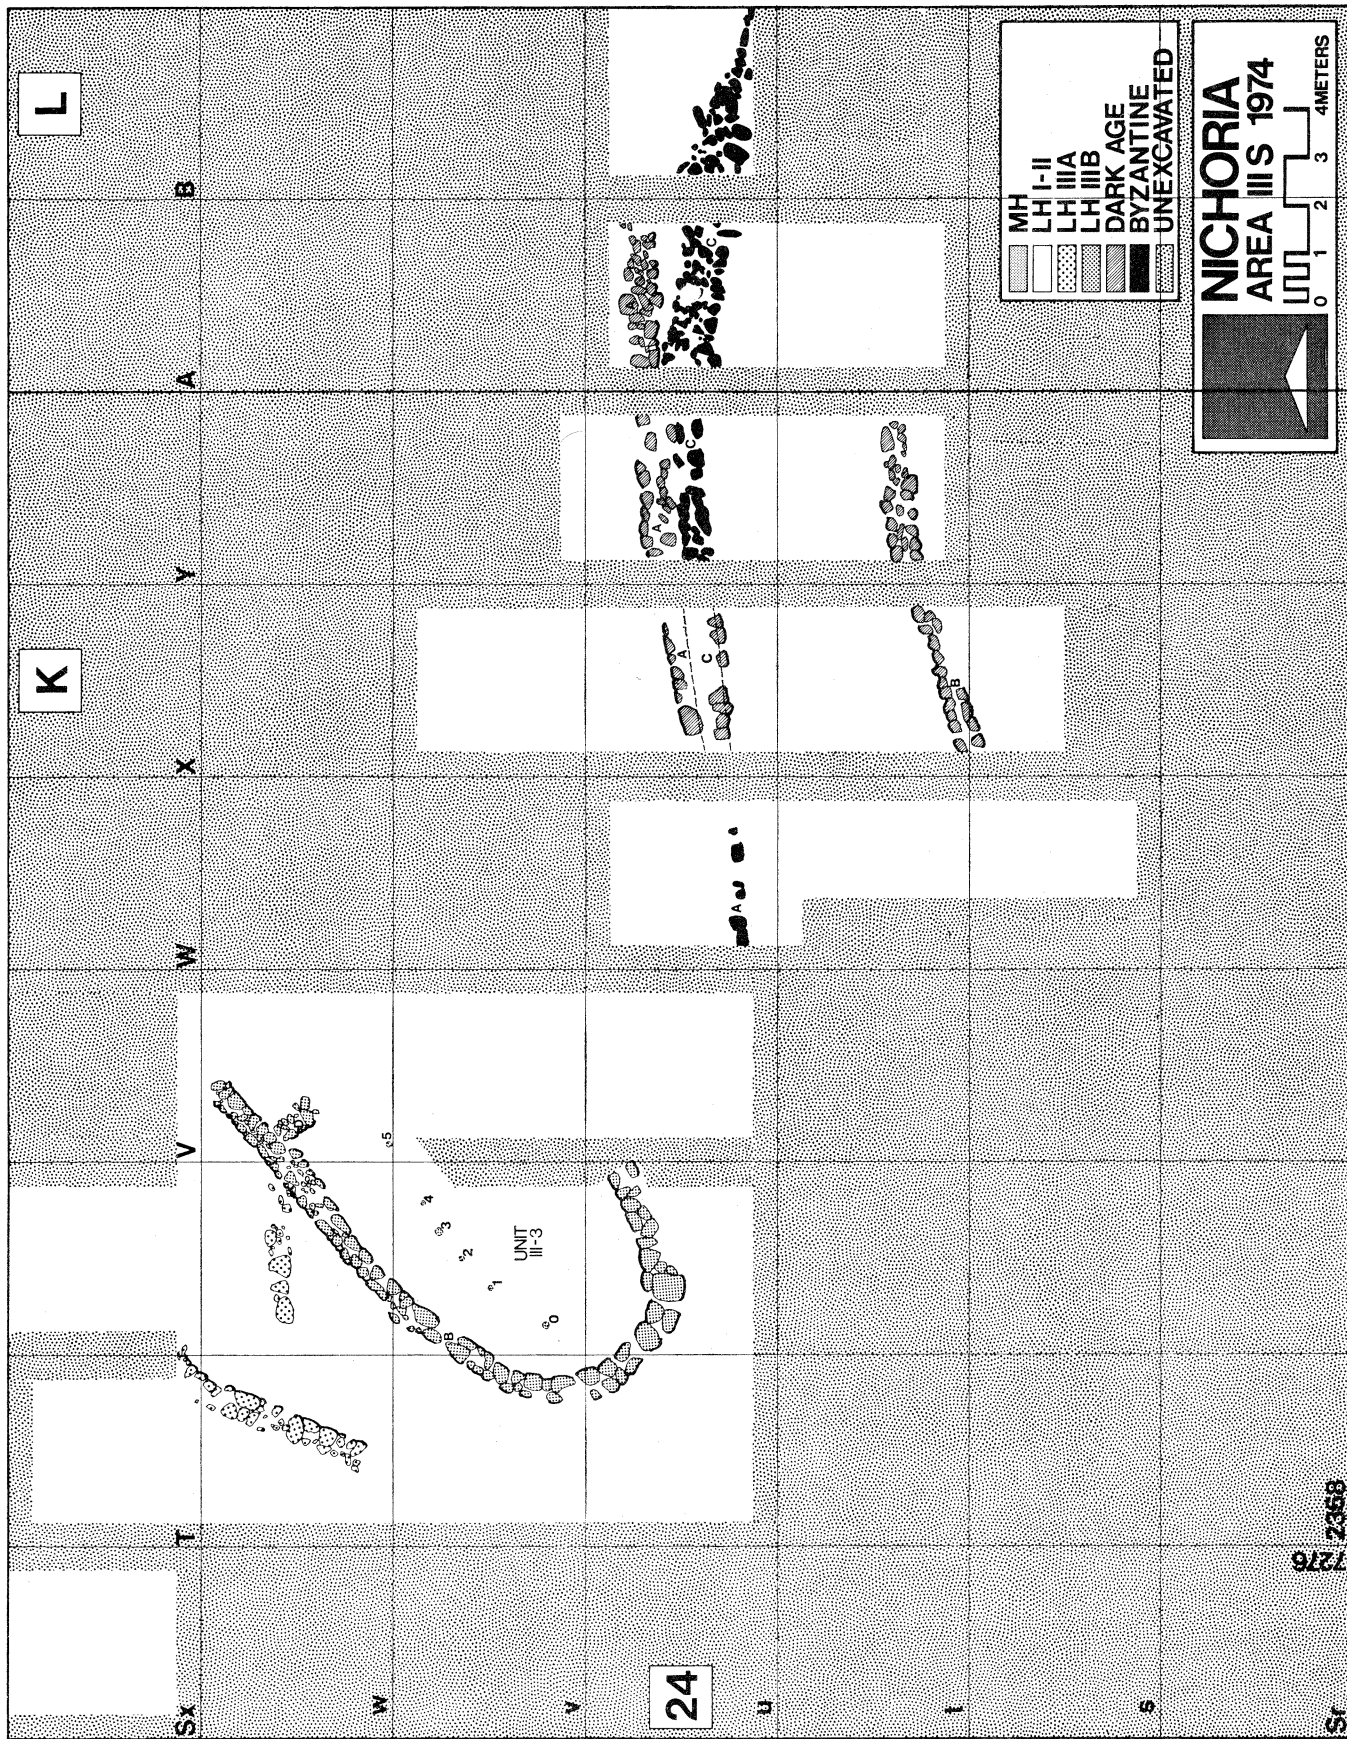 K
L
Sx T V W X Y A B
w
5
4
B
3
2
1
UNIT
III-3
0
v
24
A
A
A
A
C
C
C
u
B
t
s
MH
LH I-II
LH IIIA
LH IIIB
DARK AGE
BYZANTINE
UNEXCAVATED
NICHORIA
AREA III S 1974
0 1 2 3 4METERS
7276
Sr 2368